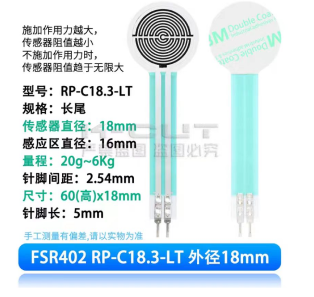 施加作用力越大，
传感器阻值越小
不施加作用力时，
传感器阻值趋于无限大
型号：RP-C18.3-LT
规格：长尾
传感器直径：18mm
感应区直径：16mm
量程：20g~6Kg
针脚间距：2.54mm
尺寸：60(高)x18mm
针脚长：5mm
手工测量有偏差,请以实物为准
FSR402 RP-C18.3-LT 外径18mm